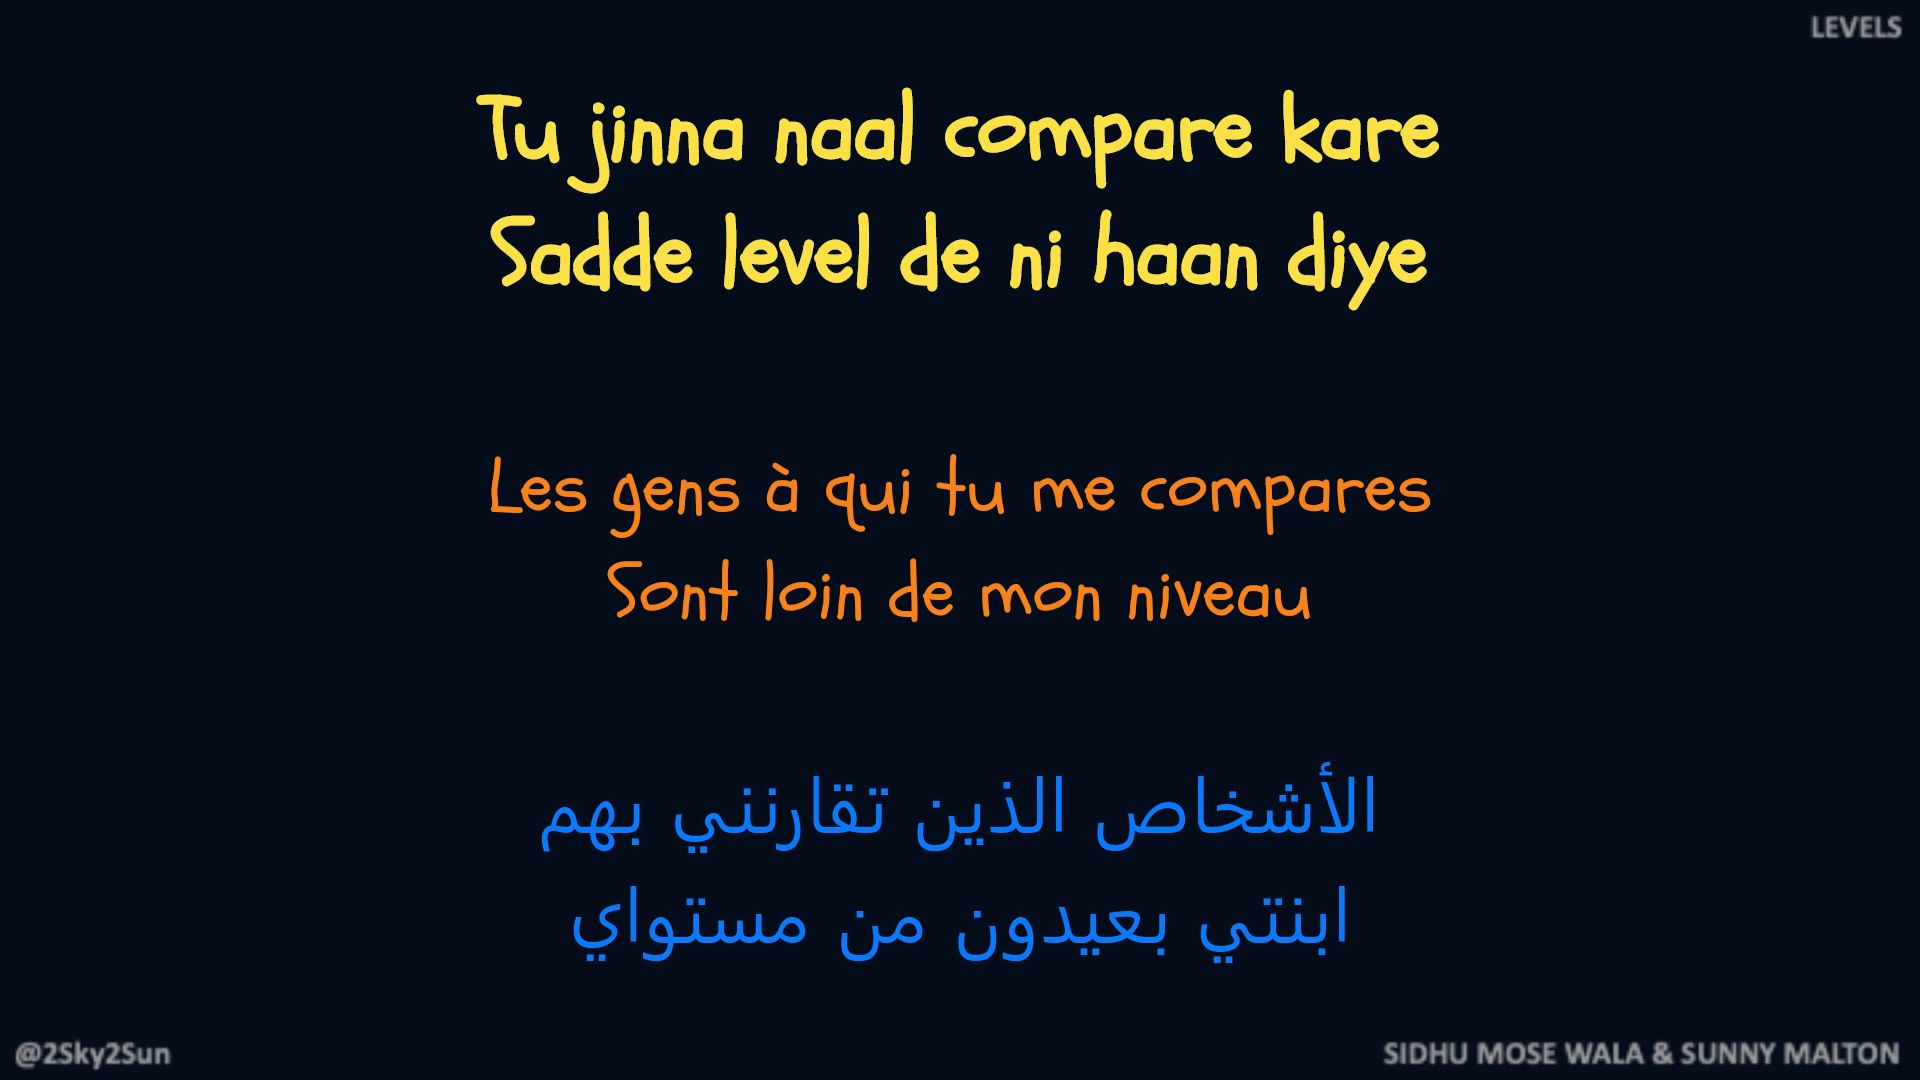 LEVELS
Tu jinna naal compare kare
Sadde level de ni haan diye
Les gens à qui tu me compares
Sont loin de mon niveau
الأشخاص الذين تقارنني بهم
ابنتي بعيدون من مستواي
@2Sky2Sun
SIDHU MOSE WALA & SUNNY MALTON